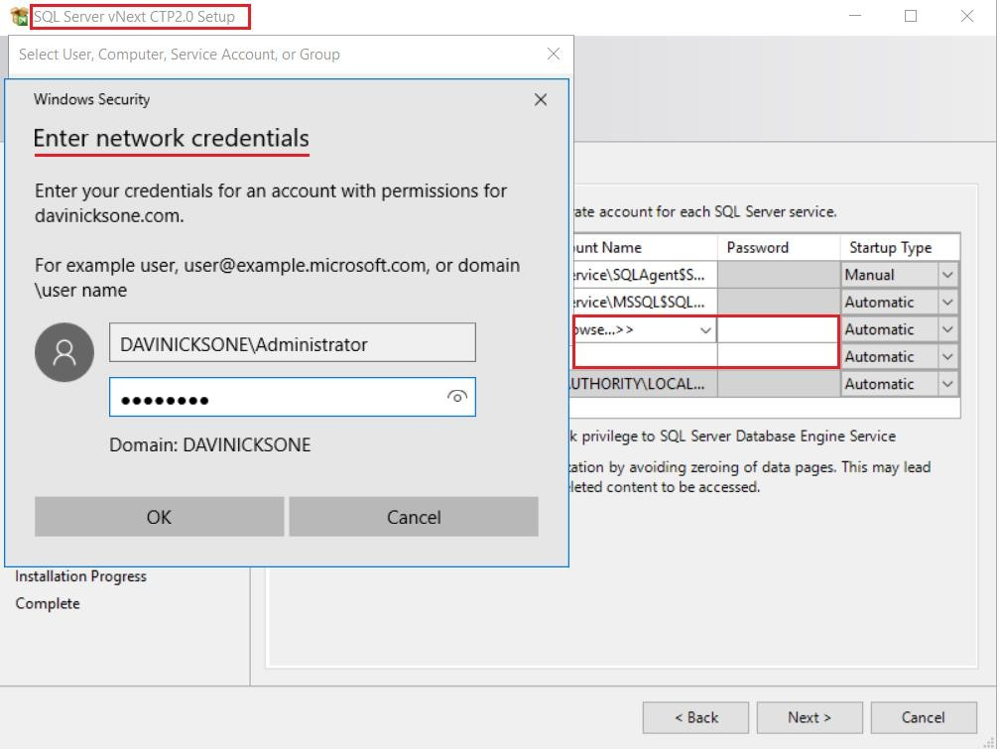 SQL Server vNext CTP2.0 Setup
Select User, Computer, Service Account, or Group
Windows Security
Enter network credentials
Enter your credentials for an account with permissions for
davinicksone.com.
For example user, user@example.microsoft.com, or domain
\user name
DAVINICKSONE\Administrator
●●●●●●●●
Domain: DAVINICKSONE
OK Cancel
rate account for each SQL Server service.
unt Name Password Startup Type
ervice\SQLAgent$S... Manual
ervice\MSSQL$SQL... Automatic
owse...>> Automatic
Automatic
UTHORITY\LOCAL... Automatic
k privilege to SQL Server Database Engine Service
zation by avoiding zeroing of data pages. This may lead
leted content to be accessed.
Installation Progress
Complete
< Back Next > Cancel